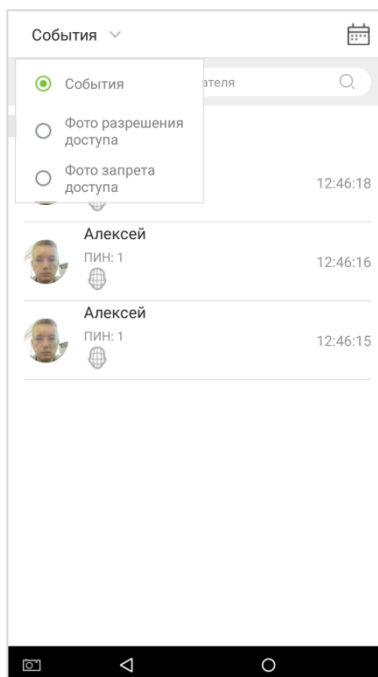 События
События
ателя
Фото разрешения
доступа
Фото запрета
доступа
12:46:18
Алексей
ПИН: 1
12:46:16
Алексей
ПИН: 1
12:46:15